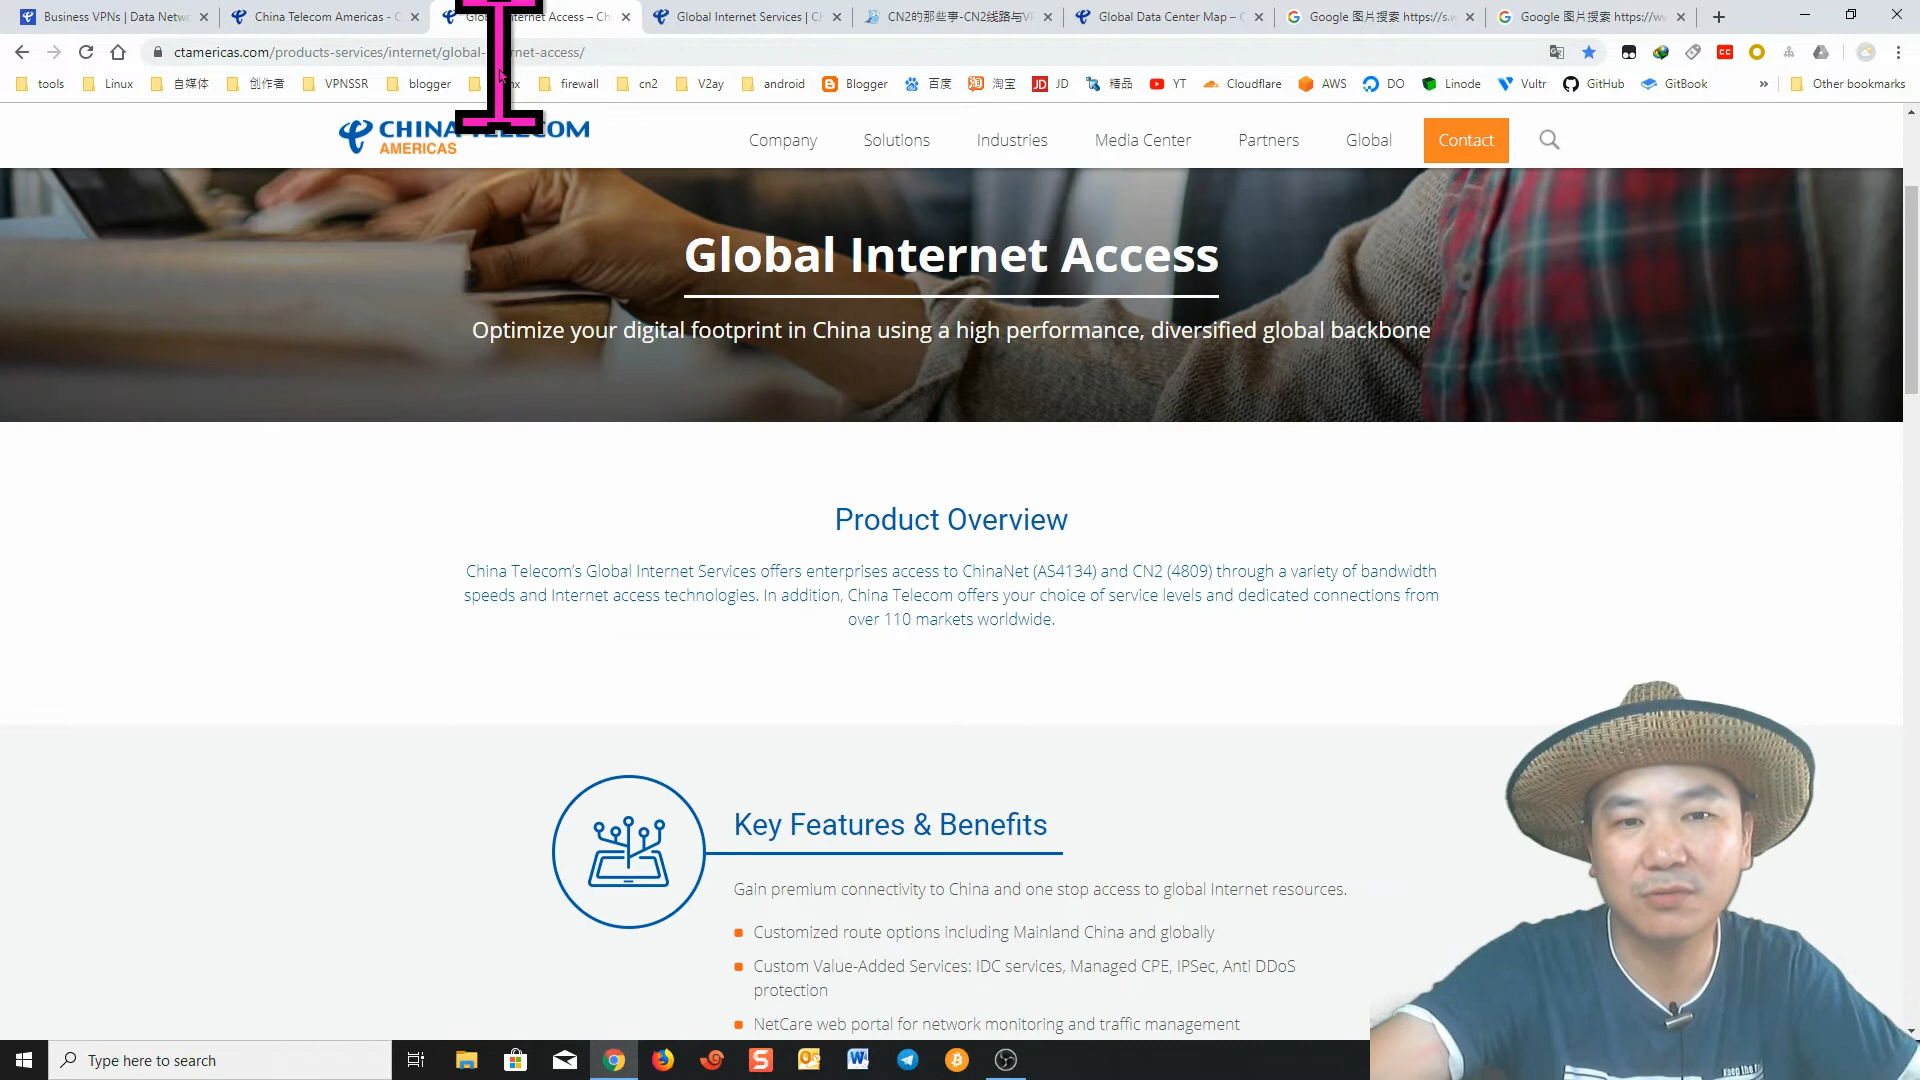 Business VPNs | Data Netw
China Telecom Americas - C
Internet Access – Ch
Global Internet Services | C
CN2的那些事-CN2线路与VP
Global Data Center Map – C
Google 图片搜索 https://s.w
Google 图片搜索 https://w
ctamericas.com/products-services/internet/global-internet-access/
tools
Linux
自媒体
创作者
VPNSSR
blogger
firewall
cn2
V2ay
android
Blogger
百度
淘宝
JD
精品
YT
Cloudflare
AWS
DO
Linode
Vultr
GitHub
GitBook
»
Other bookmarks
CHINA TELECOM
AMERICAS
Company
Solutions
Industries
Media Center
Partners
Global
Contact
Global Internet Access
Optimize your digital footprint in China using a high performance, diversified global backbone
Product Overview
China Telecom’s Global Internet Services offers enterprises access to ChinaNet (AS4134) and CN2 (4809) through a variety of bandwidth
speeds and Internet access technologies. In addition, China Telecom offers your choice of service levels and dedicated connections from
over 110 markets worldwide.
Key Features & Benefits
Gain premium connectivity to China and one stop access to global Internet resources.
Customized route options including Mainland China and globally
Custom Value-Added Services: IDC services, Managed CPE, IPSec, Anti DDoS
protection
NetCare web portal for network monitoring and traffic management
Type here to search